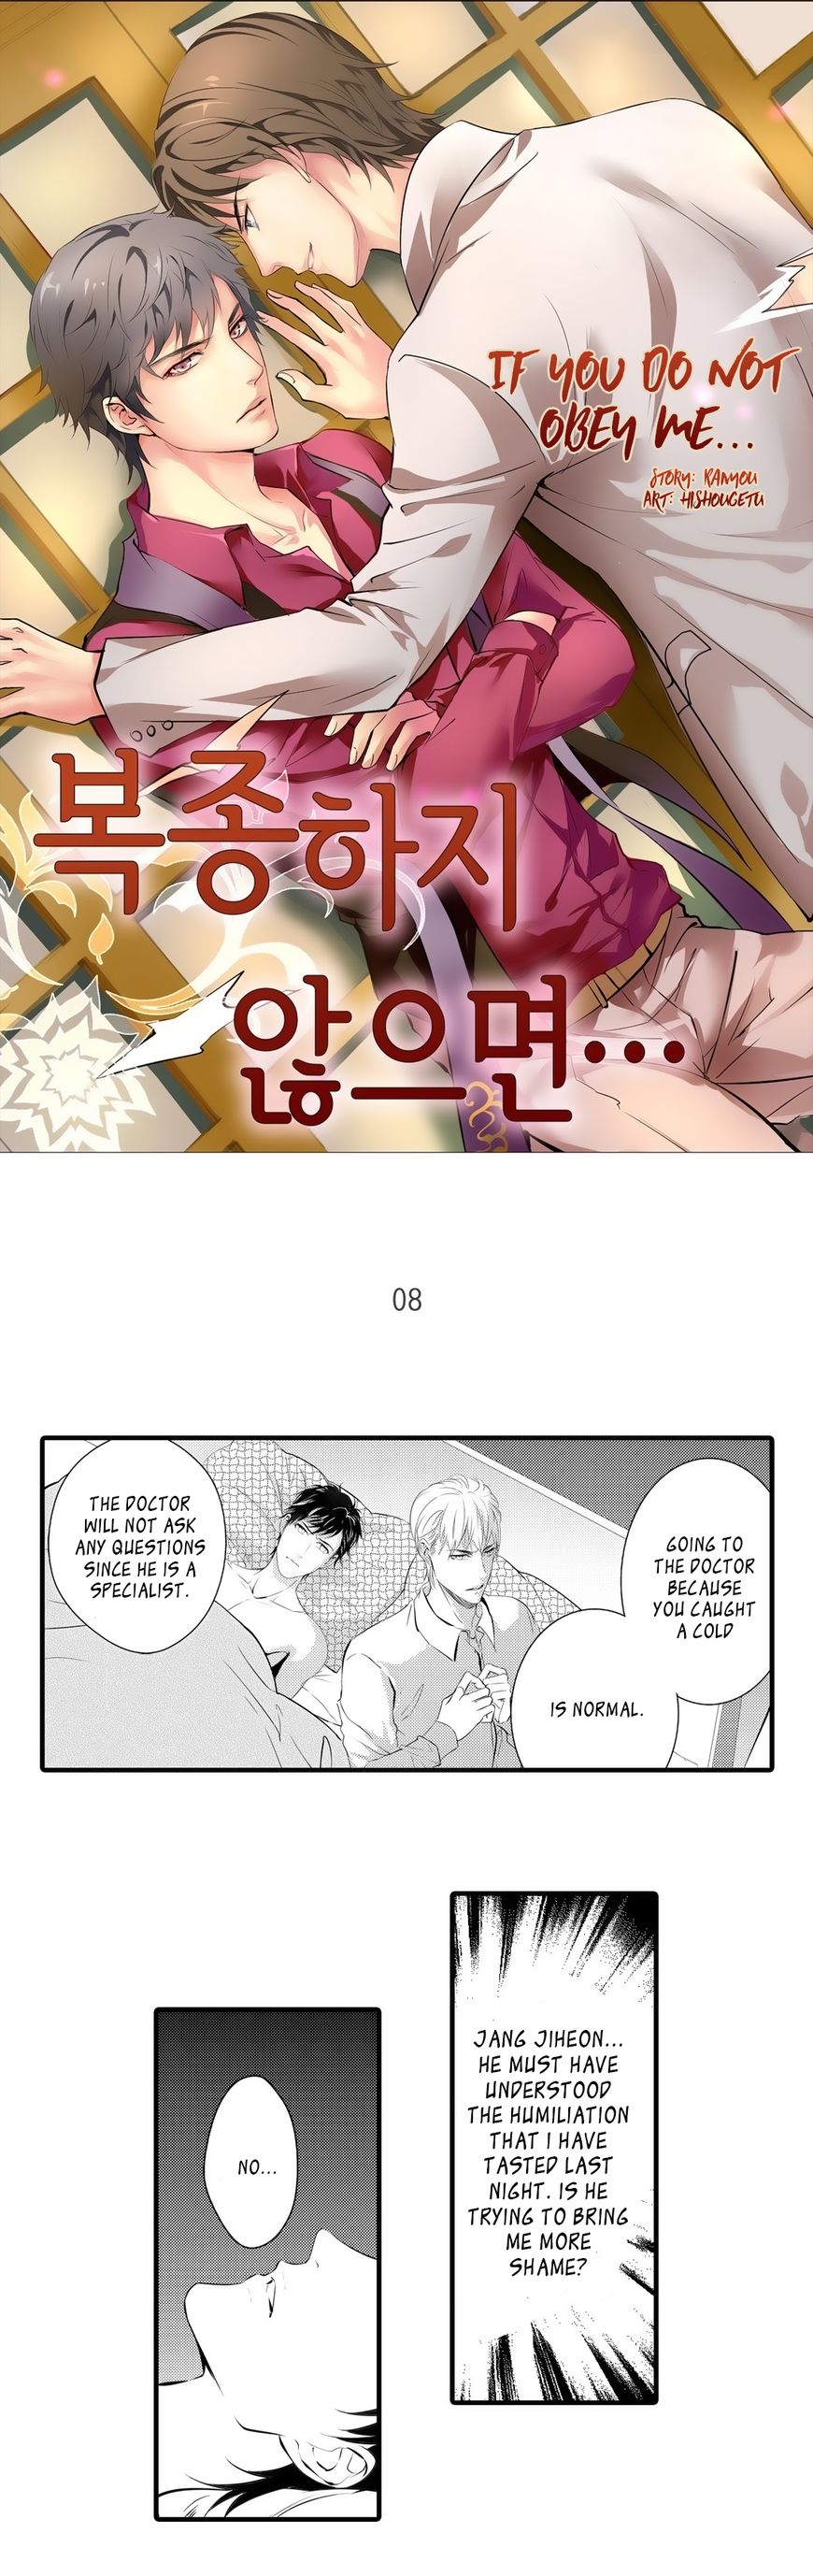 IF YOU DO NOT
OBEY ME...
STORY: RANYOU
ART: HISHOUGETU
복종하지
않으면...
08
GOING TO
THE DOCTOR
BECAUSE
YOU CAUGHT
A COLD
IS NORMAL.
THE DOCTOR
WILL NOT ASK
ANY QUESTIONS
SINCE HE IS A
SPECIALIST.
JANG JIHEON...
HE MUST HAVE
UNDERSTOOD
THE HUMILIATION
THAT I HAVE
TASTED LAST
NIGHT. IS HE
TRYING TO BRING
ME MORE
SHAME?
NO...